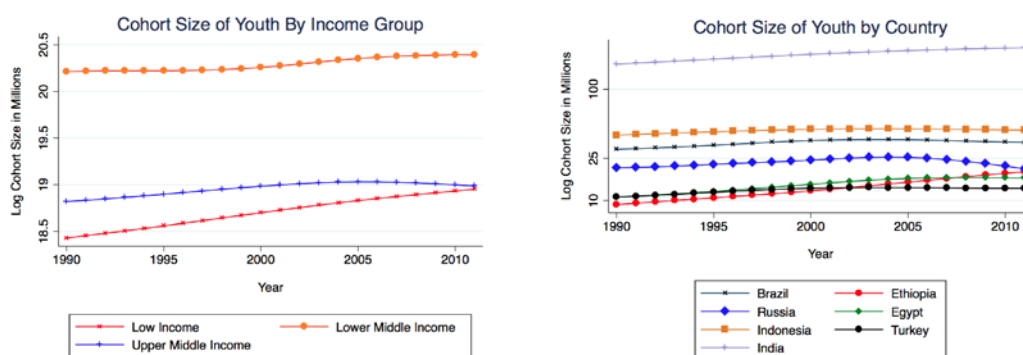 Cohort Size of Youth By Income Group
Log Cohort Size in Millions
20.5
20
19.5
19
18.5
1990
1995
2000
2005
2010
Year
Low Income
Lower Middle Income
Upper Middle Income
Cohort Size of Youth by Country
Log Cohort Size in Millions
100
25
10
1990
1995
2000
2005
2010
Year
Brazil
Ethiopia
Russia
Egypt
Indonesia
Turkey
India